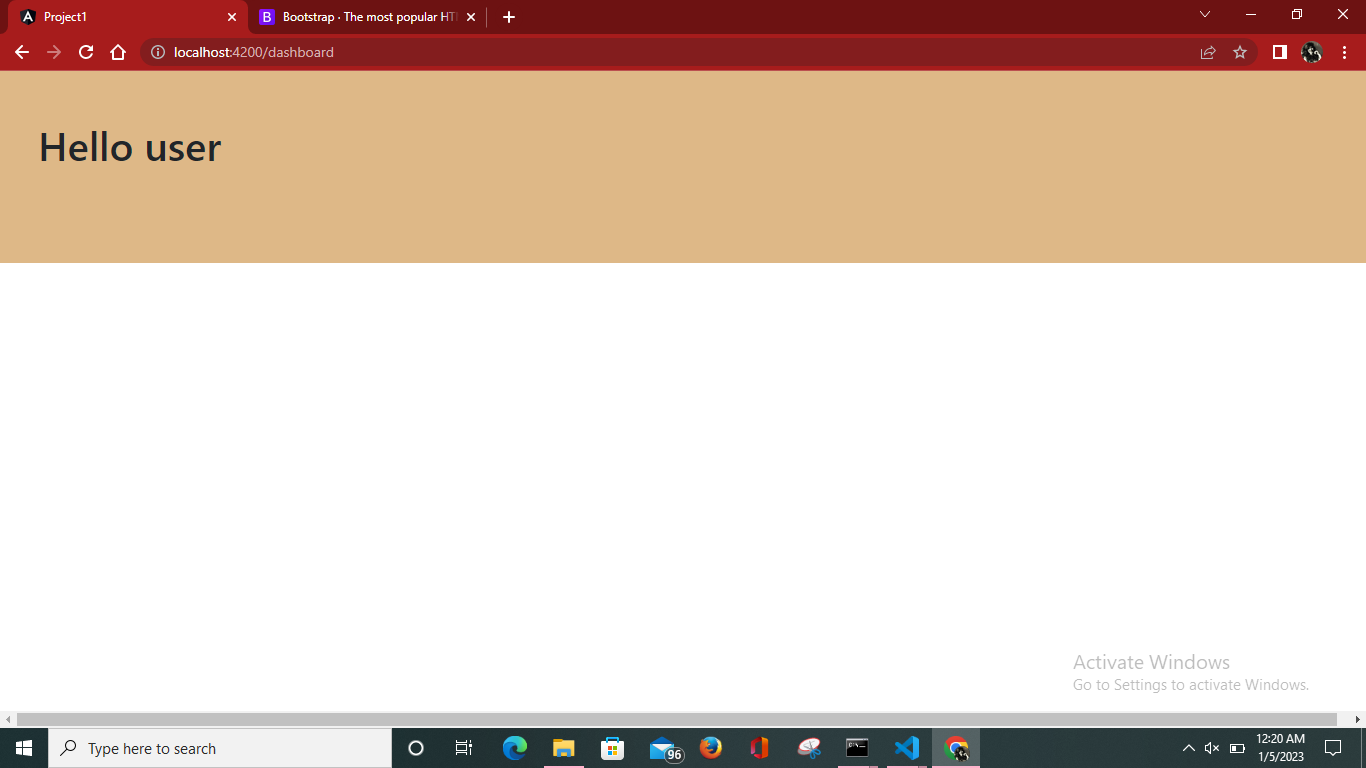 Project1
Bootstrap · The most popular HT
localhost:4200/dashboard
Hello user
Activate Windows
Go to Settings to activate Windows.
Type here to search
96
12:20 AM
1/5/2023